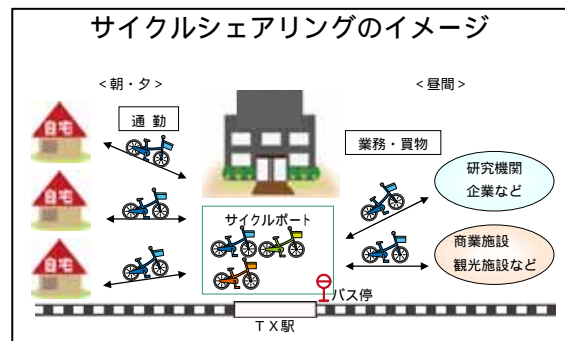 サイクルシェアリングのイメージ
<朝・夕>
<昼間>
自宅
通 勤
業務・買物
研究機関
企業など
自宅
サイクルポート
商業施設
観光施設など
自宅
バス停
TX駅